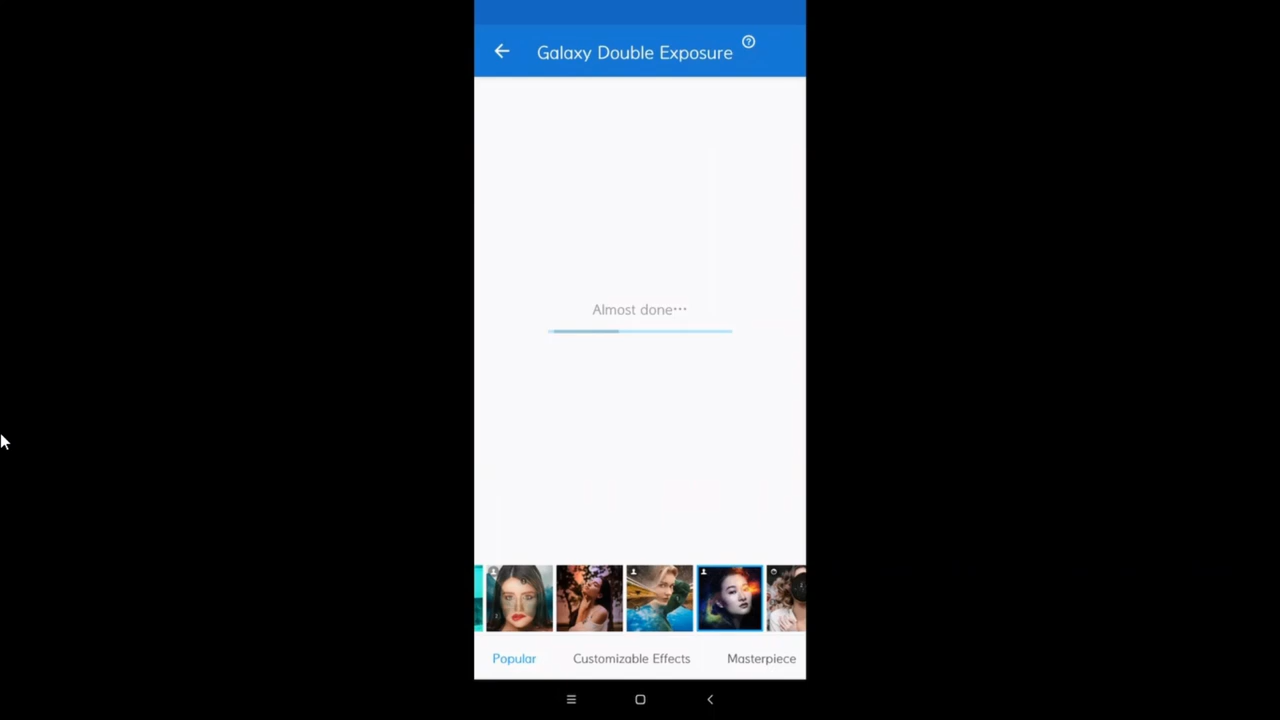 Galaxy Double Exposure
Almost done···
Popular
Customizable Effects
Masterpiece